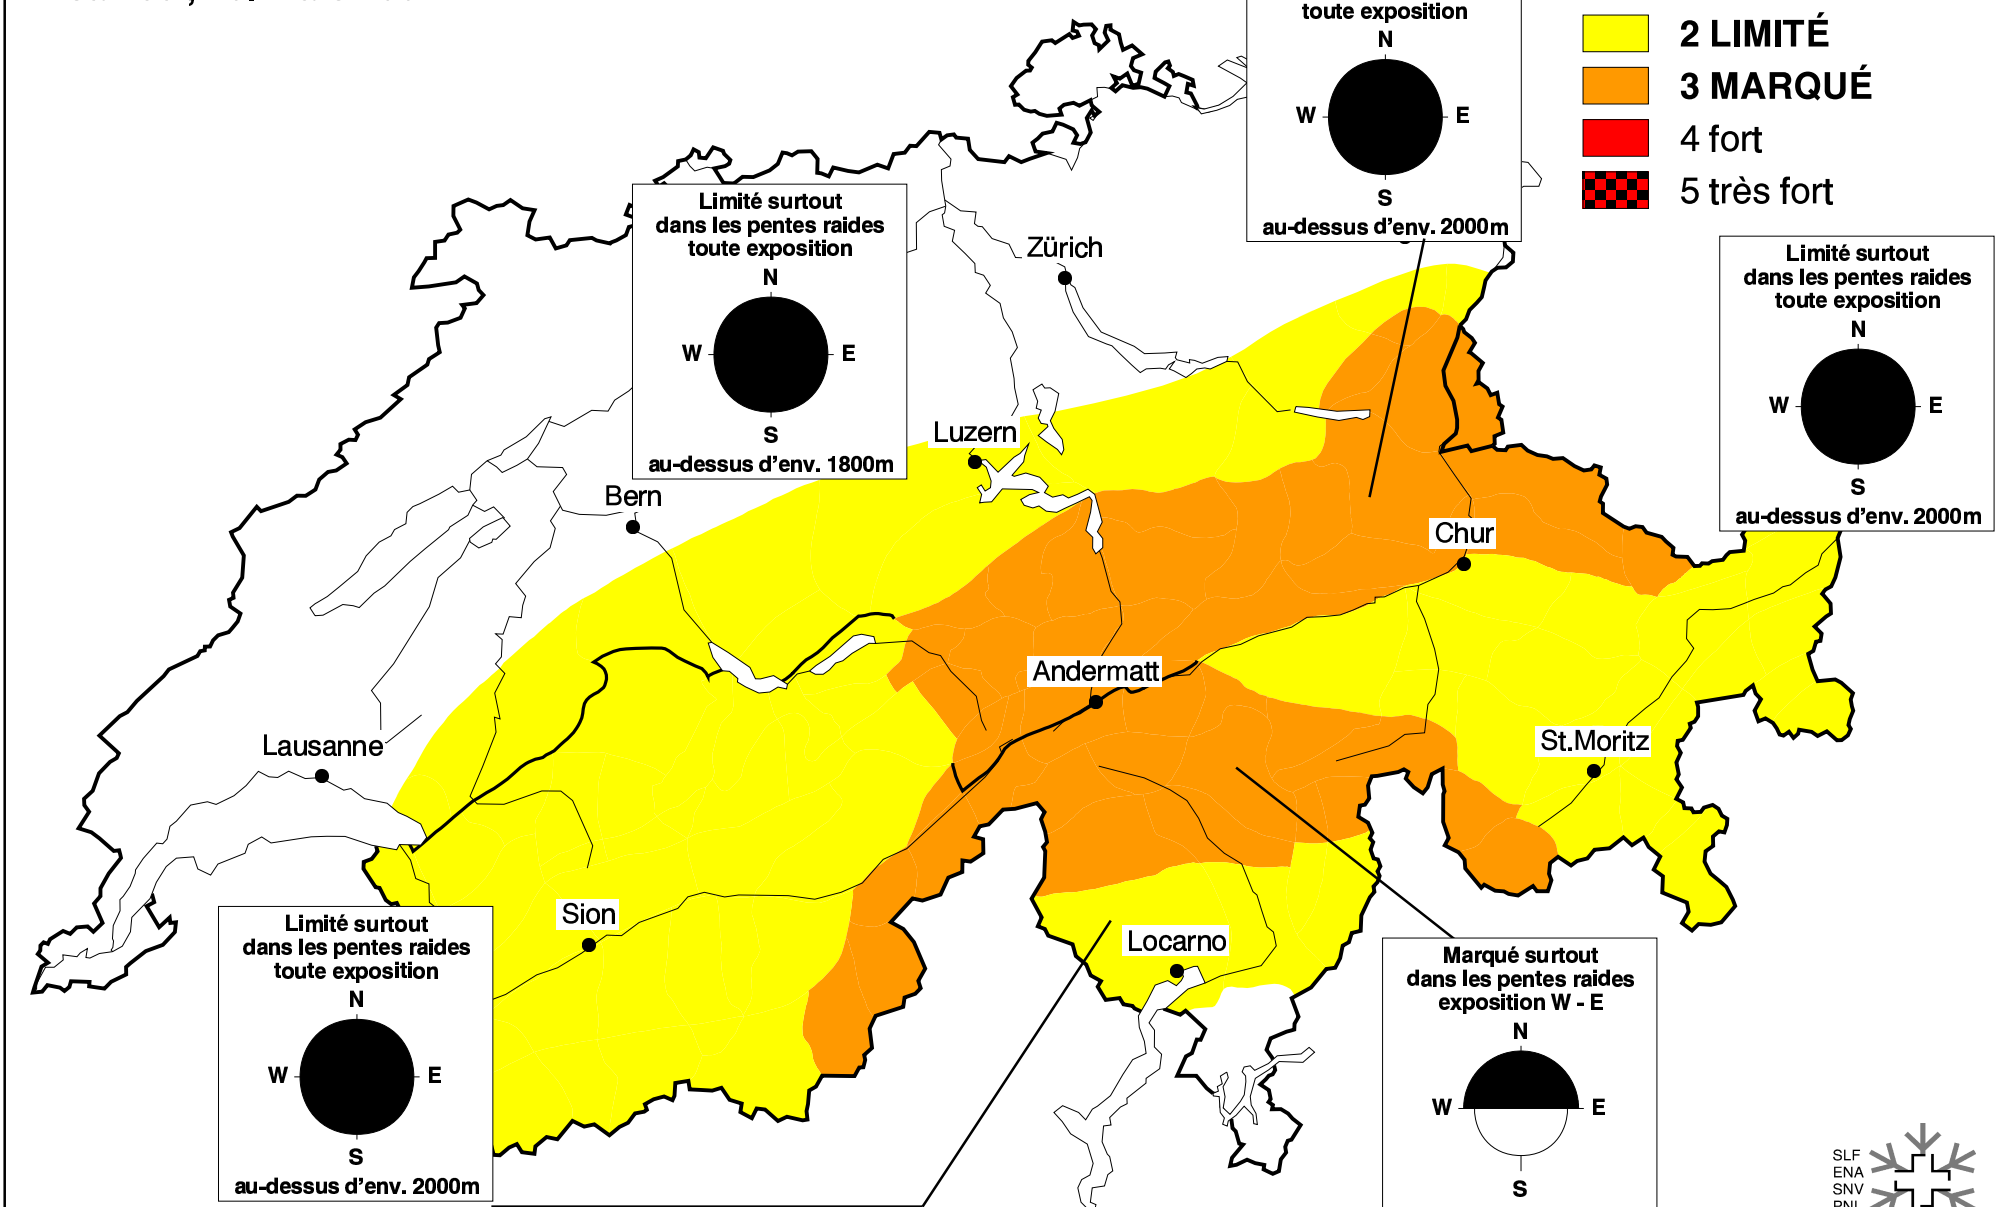 toute exposition
N
W
E
S
au-dessus d'env. 2000m
2 LIMITÉ
3 MARQUÉ
4 fort
5 très fort
Limité surtout
dans les pentes raides
toute exposition
N
W
E
S
au-dessus d'env. 1800m
Zürich
Limité surtout
dans les pentes raides
toute exposition
N
W
E
S
au-dessus d'env. 2000m
Luzern
Bern
Chur
Andermatt
Lausanne
St.Moritz
Sion
Locarno
Limité surtout
dans les pentes raides
toute exposition
N
W
E
S
au-dessus d'env. 2000m
Marqué surtout
dans les pentes raides
exposition W - E
N
W
E
S
SLF
ENA
SNV